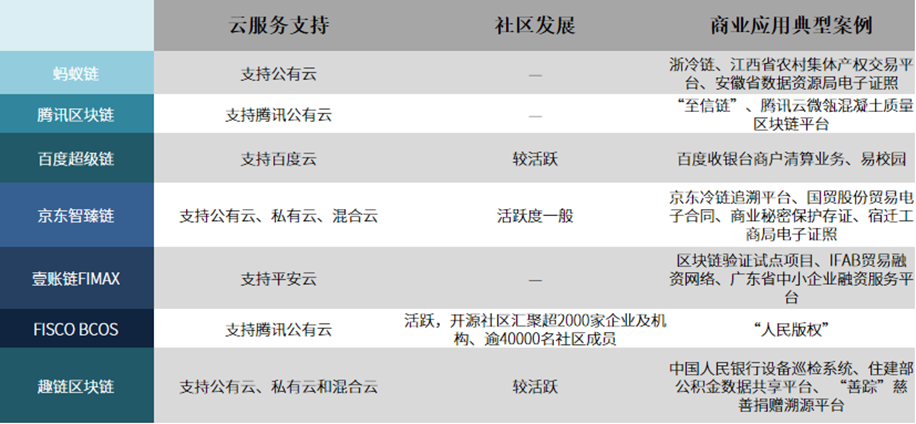 云服务支持 社区发展 商业应用典型案例
蚂蚁链 支持公有云 — 浙冷链、江西省农村集体产权交易平
台、安徽省数据资源局电子证照
腾讯区块链 支持腾讯公有云 — “至信链”、腾讯云微瓴混凝土质量
区块链平台
百度超级链 支持百度云 较活跃 百度收银台商户清算业务、易校园
京东智臻链 支持公有云、私有云、混合云 活跃度一般 京东冷链追溯平台、国贸股份贸易电
子合同、商业秘密保护存证、宿迁工
商局电子证照
壹账链FIMAX 支持平安云 — 区块链验证试点项目、IFAB贸易融
资网络、广东省中小企业融资服务平
台
FISCO BCOS 支持腾讯公有云 活跃，开源社区汇聚超2000家企业及机
构、逾40000名社区成员 “人民版权”
趣链区块链 支持公有云、私有云和混合云 较活跃 中国人民银行设备巡检系统、住建部
公积金数据共享平台、“善踪”慈
善捐赠溯源平台